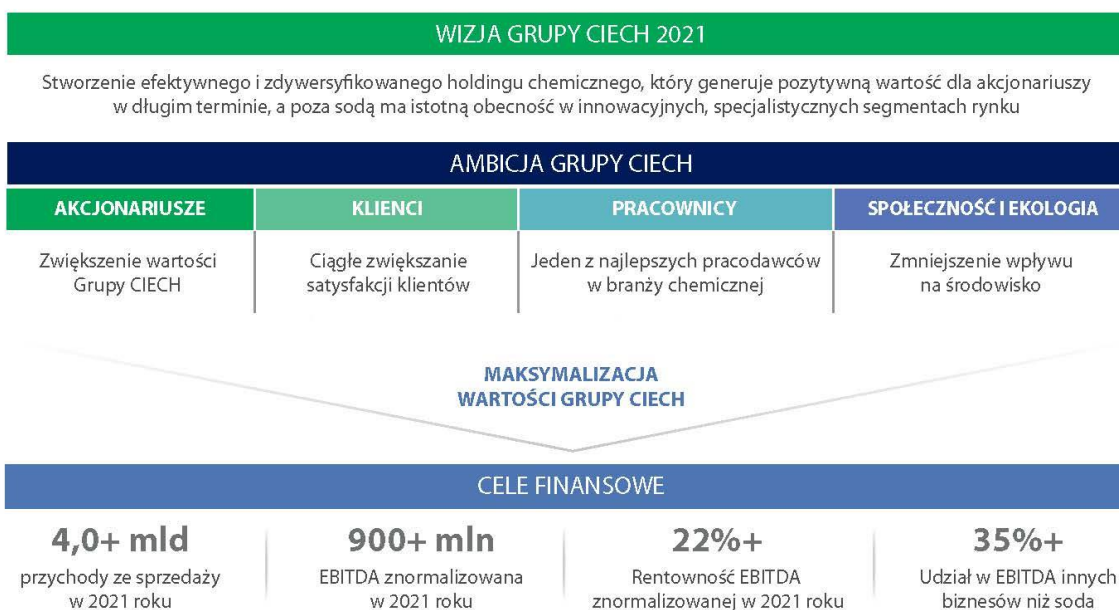 WIZJA GRUPY CIECH 2021
Stworzenie efektywnego i zdywersyfikowanego holdingu chemicznego, który generuje pozytywną wartość dla akcjonariuszy
w długim terminie, a poza sodą ma istotną obecność w innowacyjnych, specjalistycznych segmentach rynku
AMBICJA GRUPY CIECH
AKCJONARIUSZE
Zwiększenie wartości
Grupy CIECH
KLIENCI
Ciągłe zwiększanie
satysfakcji klientów
PRACOWNICY
Jeden z najlepszych pracodawców
w branży chemicznej
SPOŁECZNOŚĆ I EKOLOGIA
Zmniejszenie wpływu
na środowisko
MAKSYMALIZACJA
WARTOŚCI GRUPY CIECH
CELE FINANSOWE
4,0+ mld
przychody ze sprzedaży
w 2021 roku
900+ mln
EBITDA znormalizowana
w 2021 roku
22%+
Rentowność EBITDA
znormalizowanej w 2021 roku
35%+
Udział w EBITDA innych
biznesów niż soda